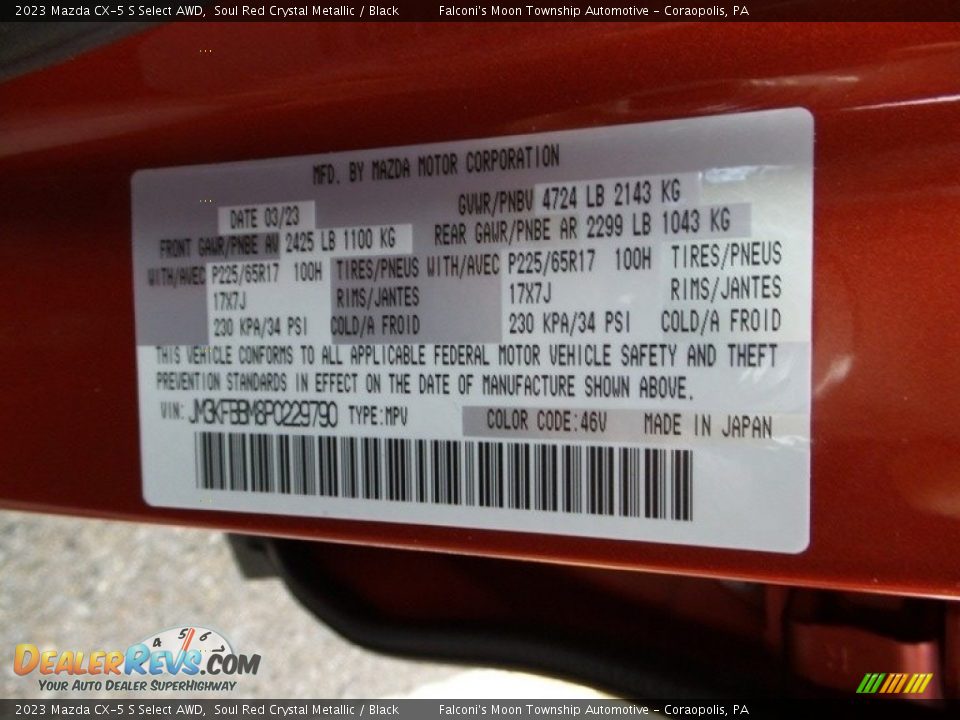 2023 Mazda CX-5 S Select AWD, Soul Red Crystal Metallic / Black Falconi's Moon Township Automotive - Coraopolis, PA
MFD. BY MAZDA MOTOR CORPORATION
DATE 03/23 GVWR/PNBV 4724 LB 2143 KG
FRONT GAWR/PNBE AV 2425 LB 1100 KG REAR GAWR/PNBE AR 2299 LB 1043 KG
WITH/AVEC P225/65R17 100H TIRES/PNEUS WITH/AVEC P225/65R17 100H TIRES/PNEUS
17X7J RIMS/JANTES 17X7J RIMS/JANTES
230 KPA/34 PSI COLD/A FROID 230 KPA/34 PSI COLD/A FROID
THIS VEHICLE CONFORMS TO ALL APPLICABLE FEDERAL MOTOR VEHICLE SAFETY AND THEFT
PREVENTION STANDARDS IN EFFECT ON THE DATE OF MANUFACTURE SHOWN ABOVE.
VIN: JM3KFBBM8P0229790 TYPE:MPV COLOR CODE:46V MADE IN JAPAN
4 5 6
DEALERREVS.COM
YOUR AUTO DEALER SUPERHIGHWAY
2023 Mazda CX-5 S Select AWD, Soul Red Crystal Metallic / Black Falconi's Moon Township Automotive - Coraopolis, PA